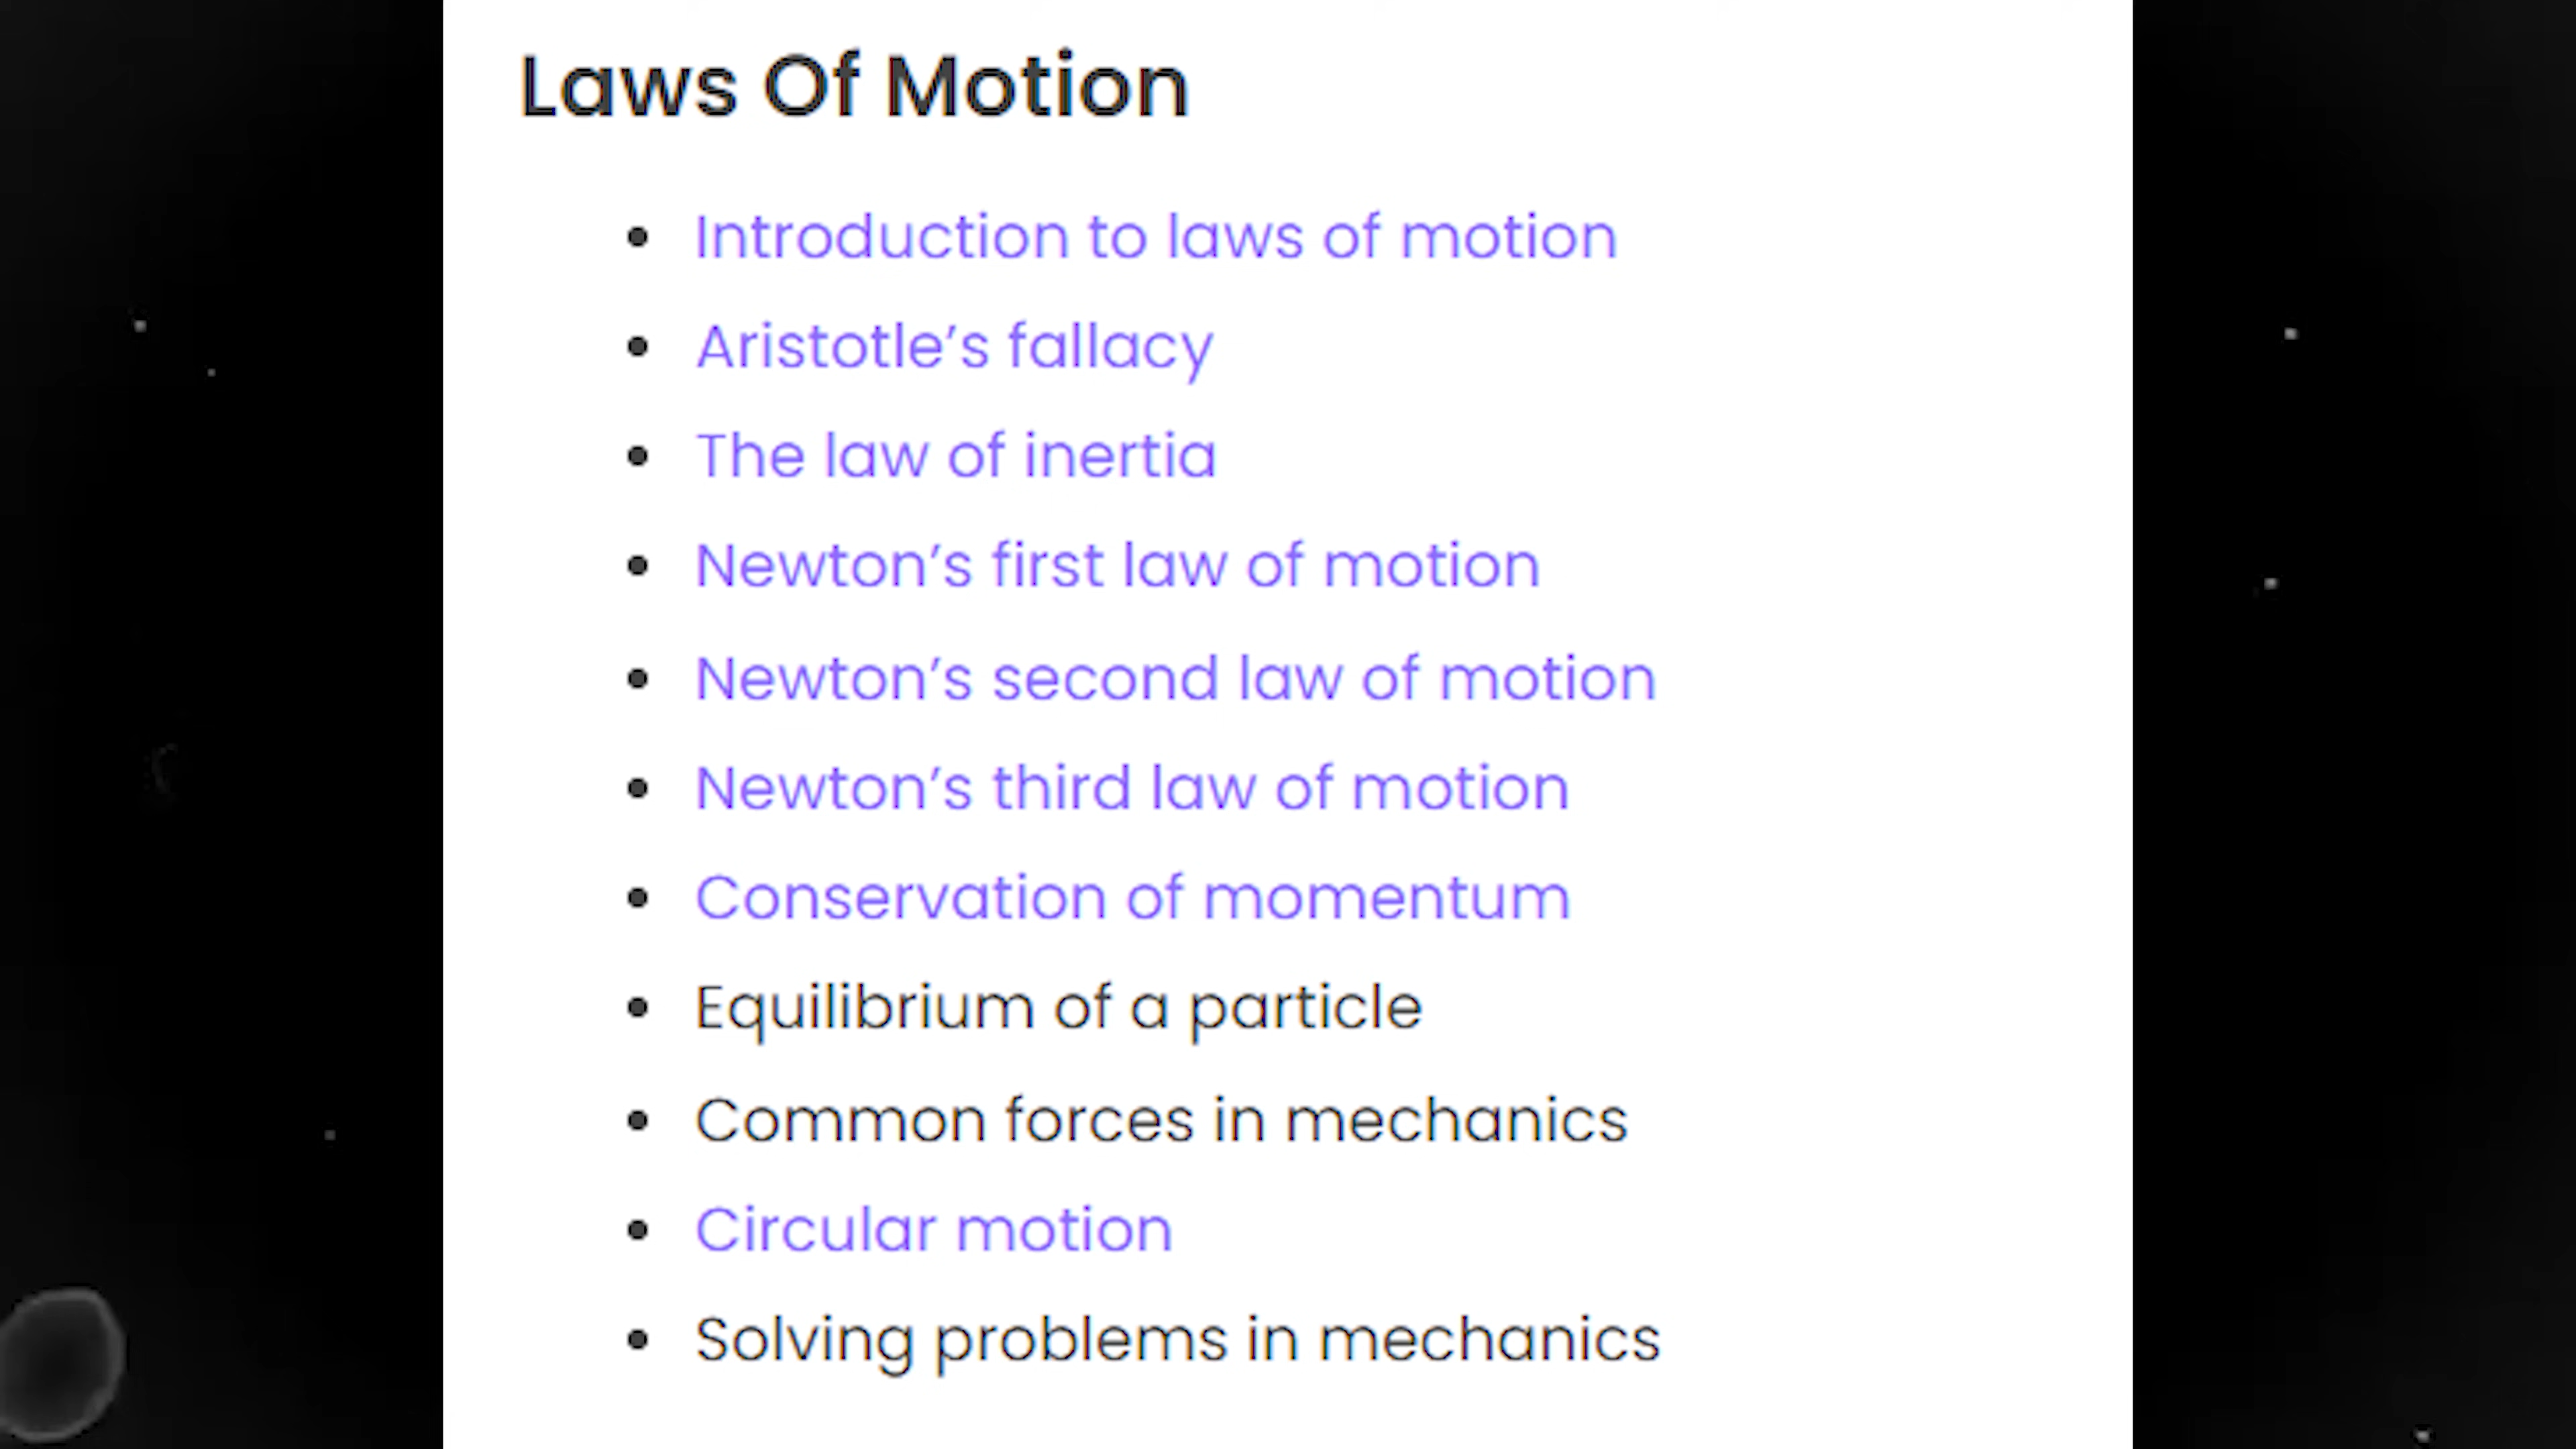 Laws Of Motion
Introduction to laws of motion
Aristotle’s fallacy
The law of inertia
Newton’s first law of motion
Newton’s second law of motion
Newton’s third law of motion
Conservation of momentum
Equilibrium of a particle
Common forces in mechanics
Circular motion
Solving problems in mechanics